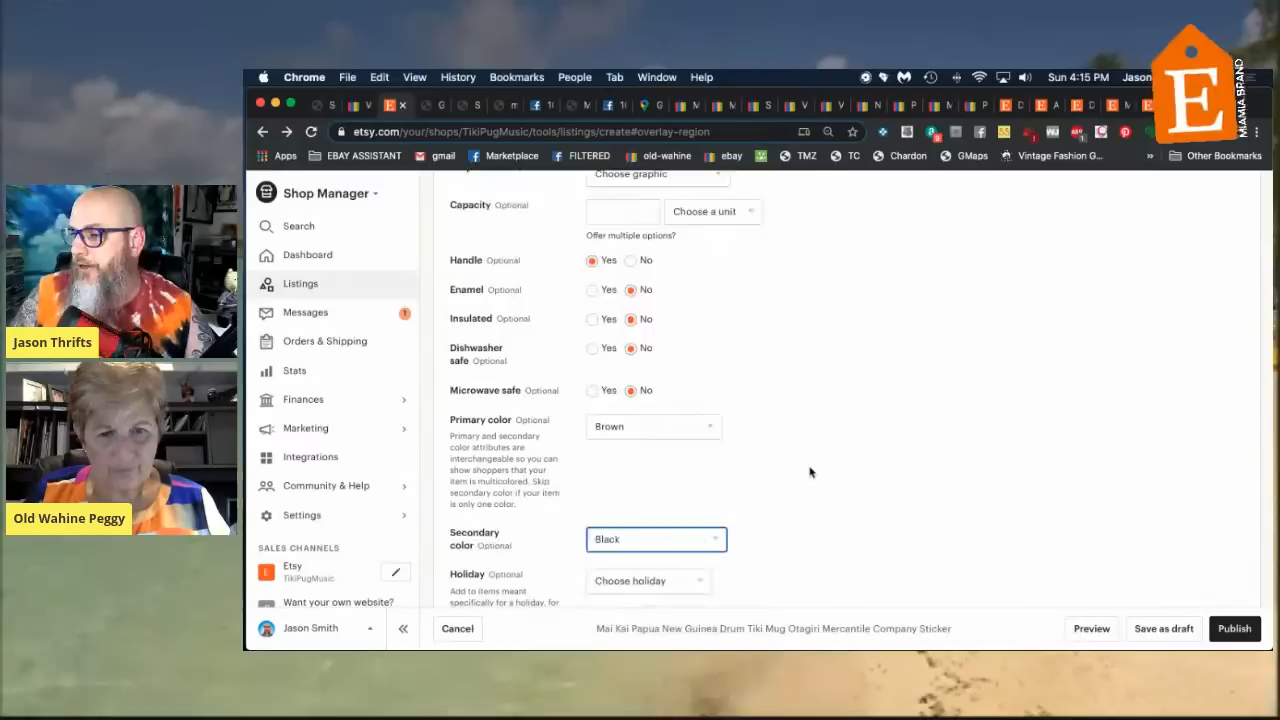 E
MIAMIA BRAND
Chrome File Edit View History Bookmarks People Tab Window Help
Sun 4:15 PM Jason
etsy.com/your/shops/TikiPugMusic/tools/listings/create#overlay-region
Apps EBAY ASSISTANT gmail Marketplace FILTERED old-wahine ebay TMZ TC Chardon GMaps Vintage Fashion G... » Other Bookmarks
Shop Manager
Search
Dashboard
Listings
Messages 1
Orders & Shipping
Stats
Finances
Marketing
Integrations
Community & Help
Settings
SALES CHANNELS
E Etsy
TikiPugMusic
Want your own website?
Jason Smith
Choose graphic
Capacity Optional
Choose a unit
Offer multiple options?
Handle Optional Yes No
Enamel Optional Yes No
Insulated Optional Yes No
Dishwasher
safe Optional Yes No
Microwave safe Optional Yes No
Primary color Optional Brown
Primary and secondary
color attributes are
interchangeable so you can
show shoppers that your
item is multicolored. Skip
secondary color if your item
is only one color.
Secondary
color Optional Black
Holiday Optional Choose holiday
Add to items meant
specifically for a holiday, for
Cancel Mai Kai Papua New Guinea Drum Tiki Mug Otagiri Mercantile Company Sticker Preview Save as draft Publish
Jason Thrifts
Old Wahine Peggy